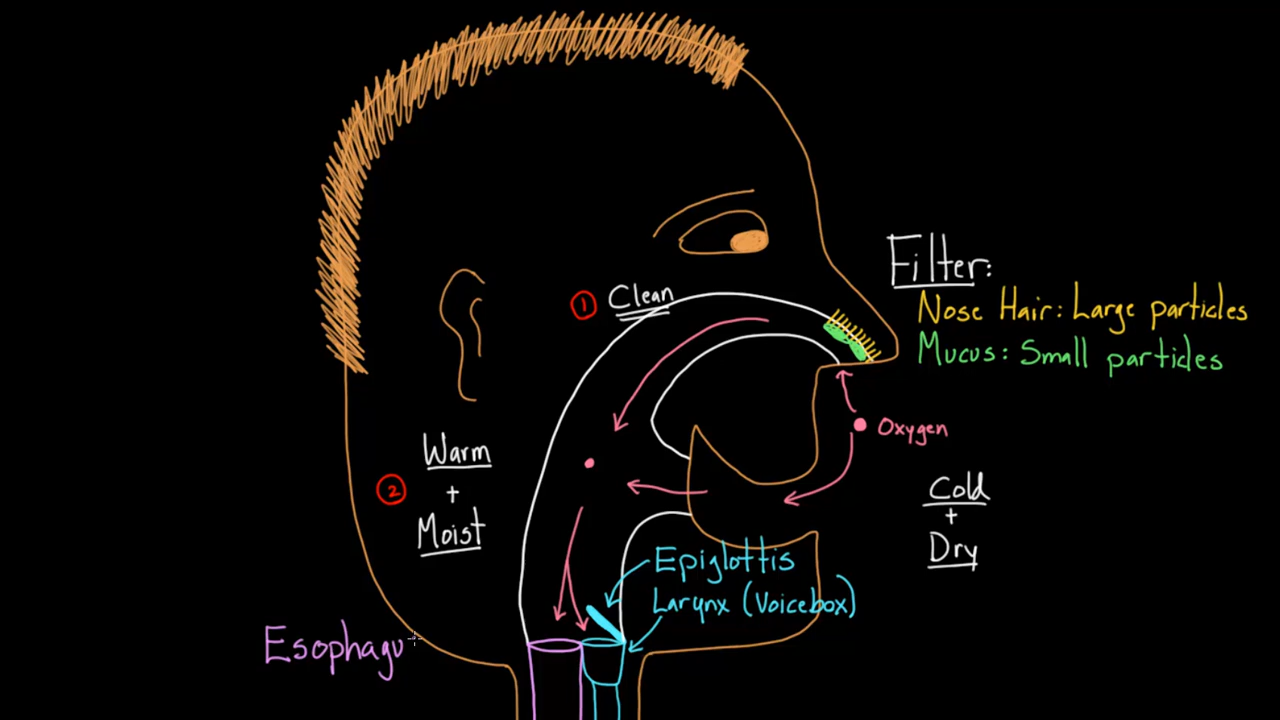 Filter:
Nose Hair: Large particles
Mucus: Small particles
① Clean
Oxygen
Warm
+
Moist
②
Cold
+
Dry
Epiglottis
Larynx (Voicebox)
Esophagu